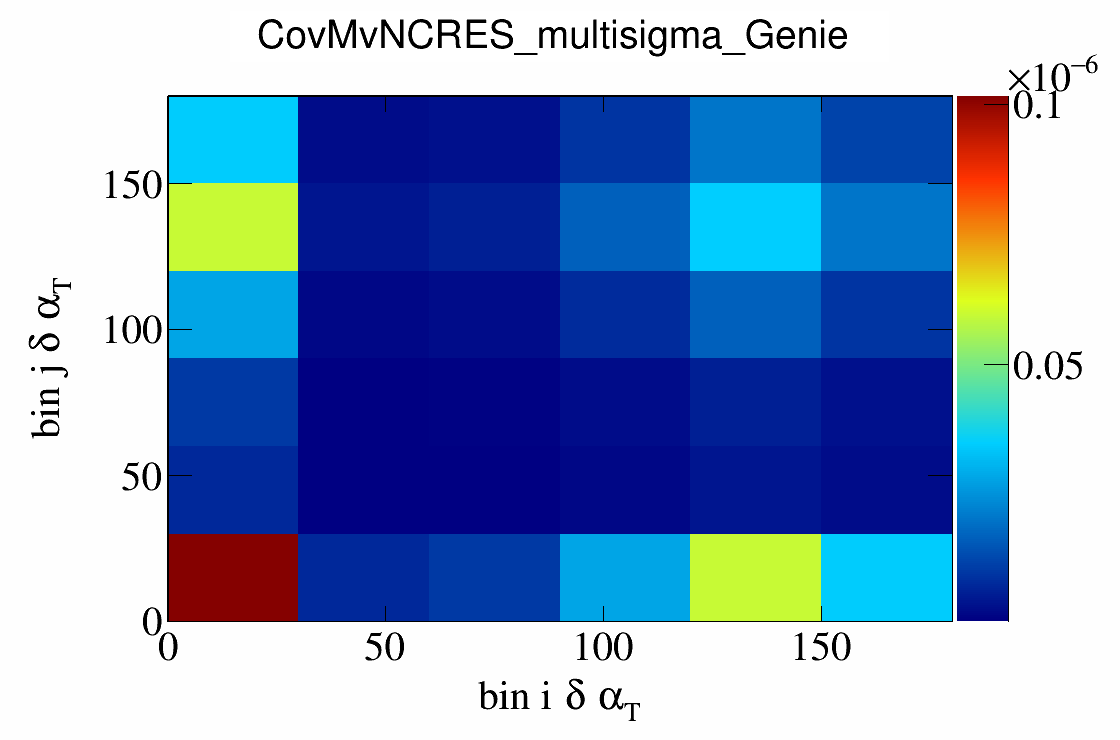 CovMvNCRES_multisigma_Genie
×10⁻⁶
0.1
0.05
150
100
50
0
0 50 100 150
bin j δ α_T
bin i δ α_T